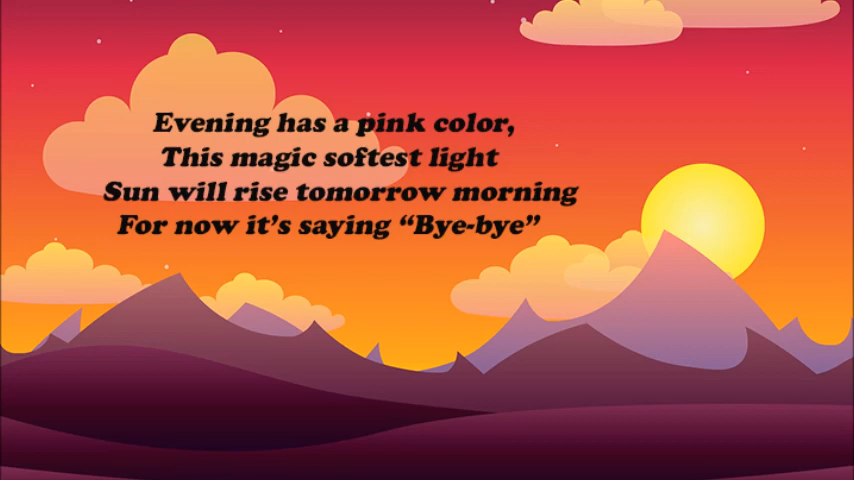 Evening has a pink color,
This magic softest light
Sun will rise tomorrow morning
For now it’s saying “Bye-bye”